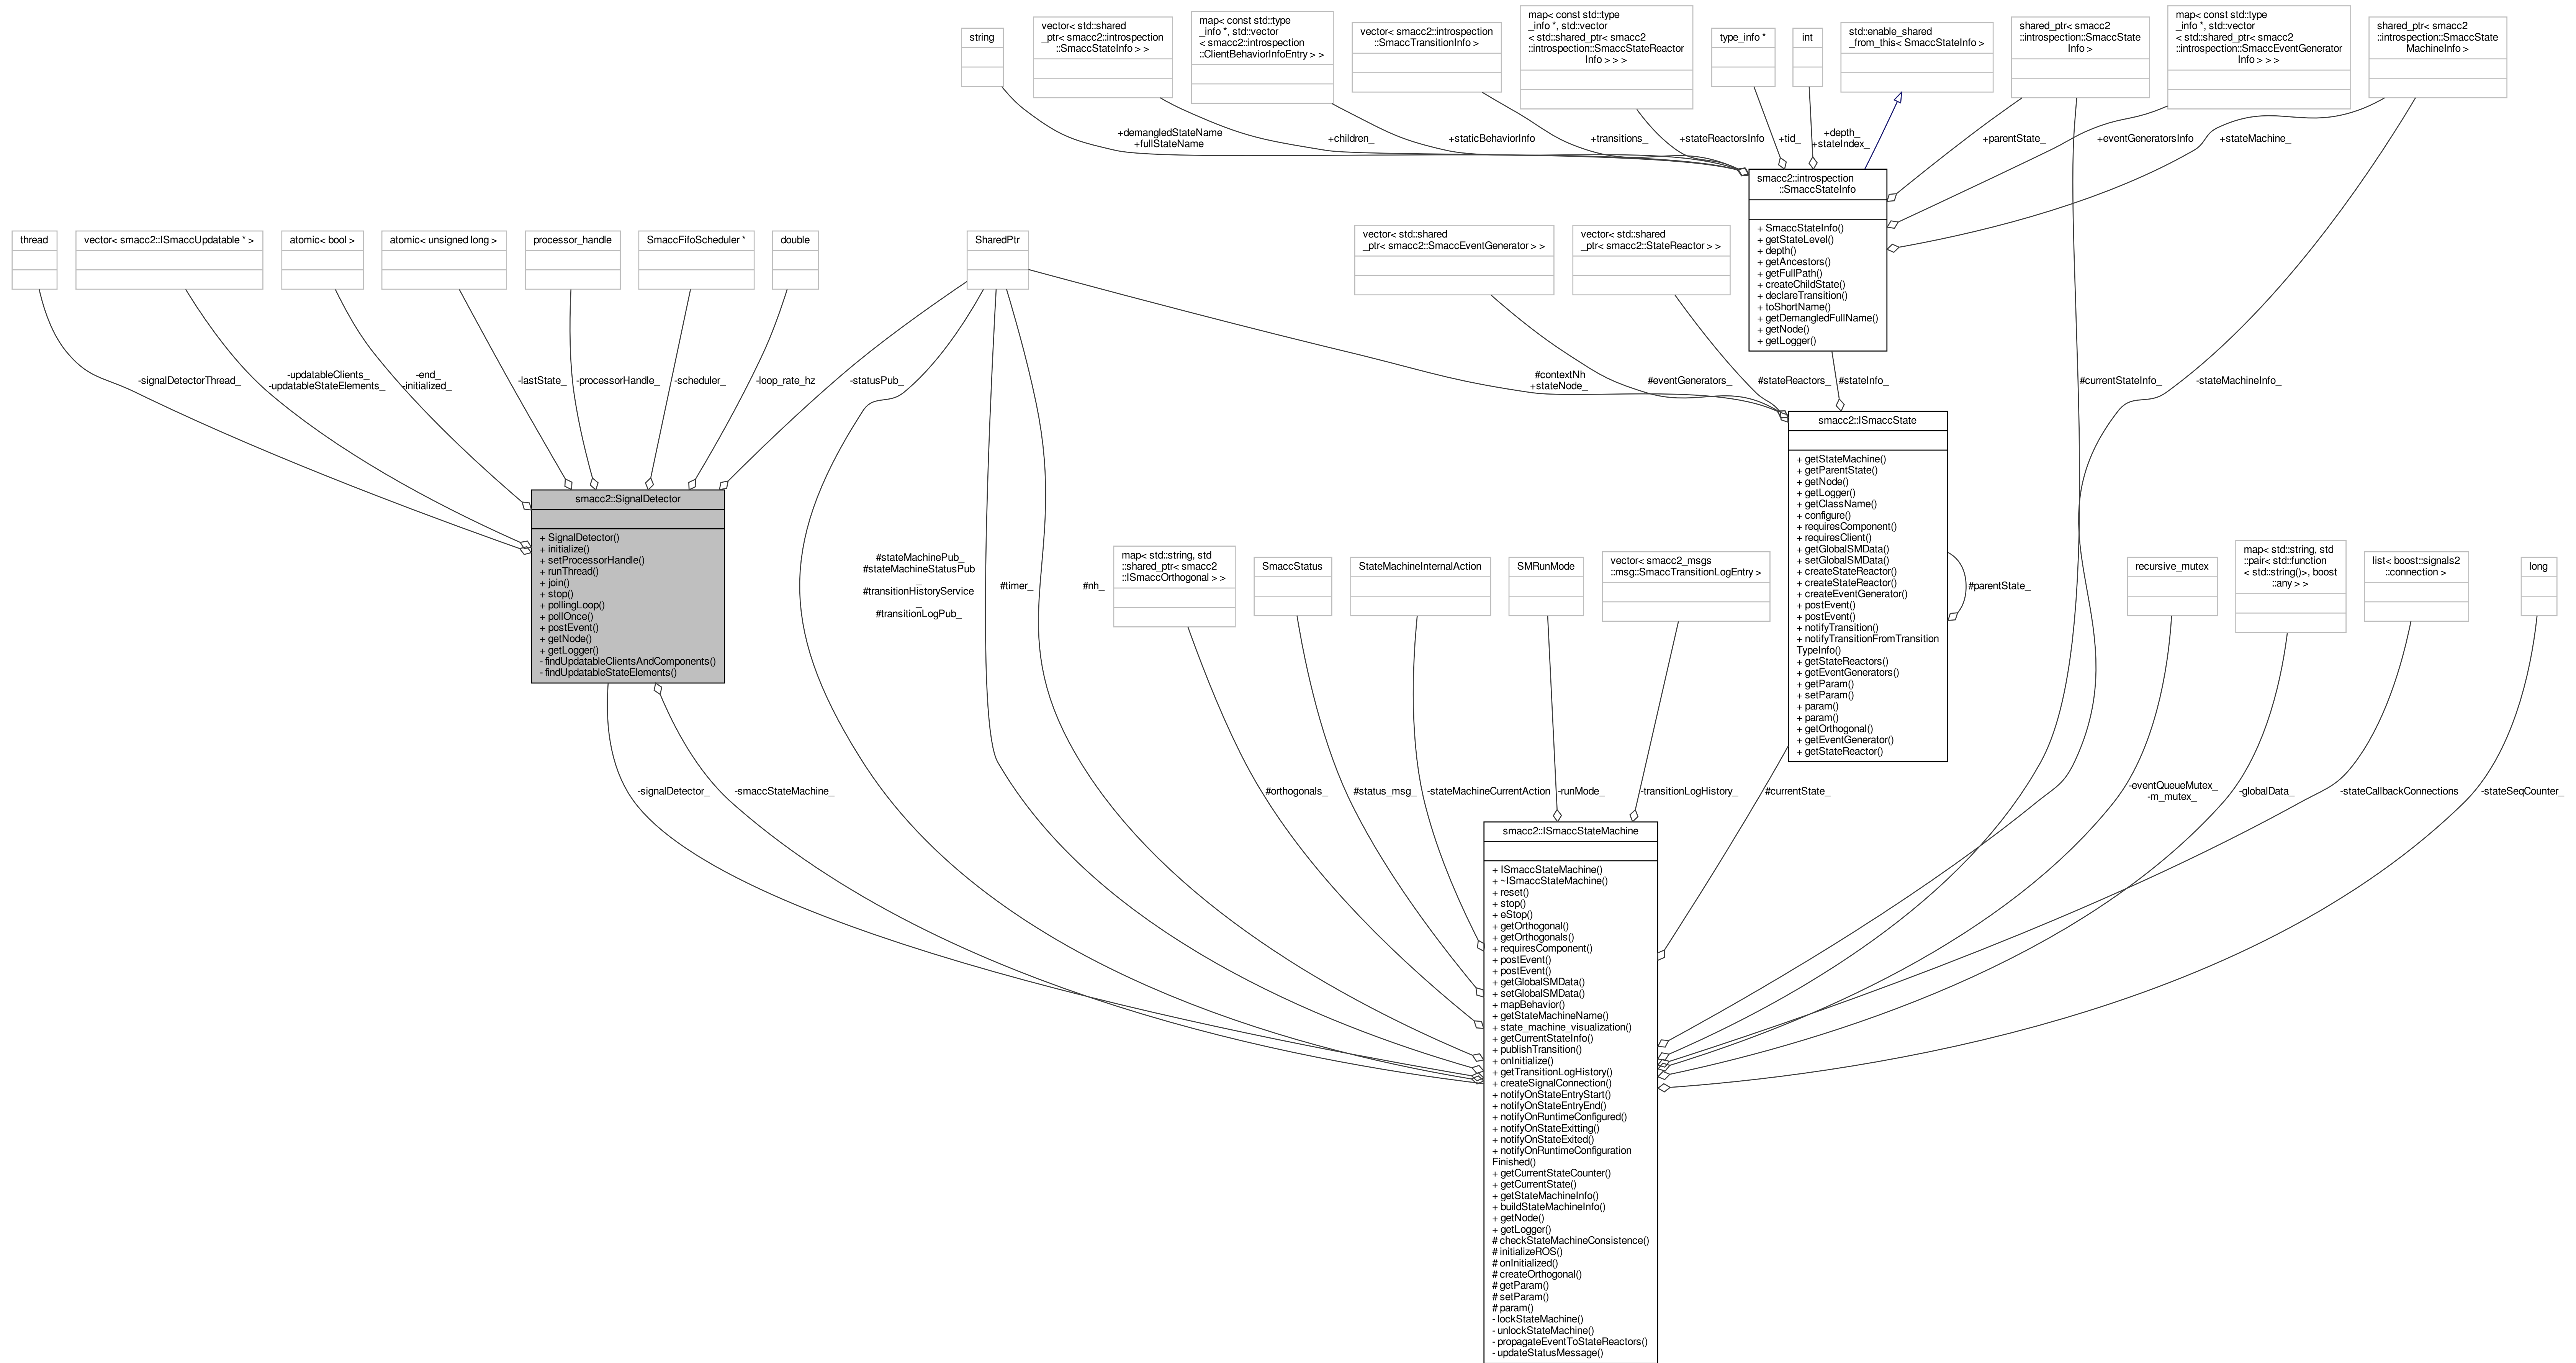 string
vector< std::shared
_ptr< smacc2::introspection
::SmaccStateInfo > >
map< const std::type
_info *, std::vector
< smacc2::introspection
::ClientBehaviorInfoEntry > >
vector< smacc2::introspection
::SmaccTransitionInfo >
map< const std::type
_info *, std::vector
< std::shared_ptr< smacc2
::introspection::SmaccStateReactor
Info > > >
type_info *
int
std::enable_shared
_from_this< SmaccStateInfo >
shared_ptr< smacc2
::introspection::SmaccState
Info >
map< const std::type
_info *, std::vector
< std::shared_ptr< smacc2
::introspection::SmaccEventGenerator
Info > > >
shared_ptr< smacc2
::introspection::SmaccState
MachineInfo >
+demangledStateName
+fullStateName
+children_
+staticBehaviorInfo
+transitions_
+stateReactorsInfo
+tid_
+depth_
+stateIndex_
+parentState_
+eventGeneratorsInfo
+stateMachine_
smacc2::introspection
::SmaccStateInfo
+ SmaccStateInfo()
+ getStateLevel()
+ depth()
+ getAncestors()
+ getFullPath()
+ createChildState()
+ declareTransition()
+ toShortName()
+ getDemangledFullName()
+ getNode()
+ getLogger()
thread
vector< smacc2::ISmaccUpdatable * >
atomic< bool >
atomic< unsigned long >
processor_handle
SmaccFifoScheduler *
double
SharedPtr
vector< std::shared
_ptr< smacc2::SmaccEventGenerator > >
vector< std::shared
_ptr< smacc2::StateReactor > >
-signalDetectorThread_
-updatableClients_
-updatableStateElements_
-end_
-initialized_
-lastState_
-processorHandle_
-scheduler_
-loop_rate_hz
-statusPub_
#contextNh
+stateNode_
#eventGenerators_
#stateReactors_
#stateInfo_
#currentStateInfo_
-stateMachineInfo_
smacc2::SignalDetector
+ SignalDetector()
+ initialize()
+ setProcessorHandle()
+ runThread()
+ join()
+ stop()
+ pollingLoop()
+ pollOnce()
+ postEvent()
+ getNode()
+ getLogger()
- findUpdatableClientsAndComponents()
- findUpdatableStateElements()
smacc2::ISmaccState
+ getStateMachine()
+ getParentState()
+ getNode()
+ getLogger()
+ getClassName()
+ configure()
+ requiresComponent()
+ requiresClient()
+ getGlobalSMData()
+ setGlobalSMData()
+ createStateReactor()
+ createStateReactor()
+ createEventGenerator()
+ postEvent()
+ postEvent()
+ notifyTransition()
+ notifyTransitionFromTransition
TypeInfo()
+ getStateReactors()
+ getEventGenerators()
+ getParam()
+ setParam()
+ param()
+ param()
+ getOrthogonal()
+ getEventGenerator()
+ getStateReactor()
#parentState_
#stateMachinePub_
#stateMachineStatusPub
_
#transitionHistoryService
_
#transitionLogPub_
#timer_
#nh_
map< std::string, std
::shared_ptr< smacc2
::ISmaccOrthogonal > >
SmaccStatus
StateMachineInternalAction
SMRunMode
vector< smacc2_msgs
::msg::SmaccTransitionLogEntry >
recursive_mutex
map< std::string, std
::pair< std::function
< std::string()>, boost
::any > >
list< boost::signals2
::connection >
long
-signalDetector_
-smaccStateMachine_
#orthogonals_
#status_msg_
-stateMachineCurrentAction
-runMode_
-transitionLogHistory_
#currentState_
-eventQueueMutex_
-m_mutex_
-globalData_
-stateCallbackConnections
-stateSeqCounter_
smacc2::ISmaccStateMachine
+ ISmaccStateMachine()
+ ~ISmaccStateMachine()
+ reset()
+ stop()
+ eStop()
+ getOrthogonal()
+ getOrthogonals()
+ requiresComponent()
+ postEvent()
+ postEvent()
+ getGlobalSMData()
+ setGlobalSMData()
+ mapBehavior()
+ getStateMachineName()
+ state_machine_visualization()
+ getCurrentStateInfo()
+ publishTransition()
+ onInitialize()
+ getTransitionLogHistory()
+ createSignalConnection()
+ notifyOnStateEntryStart()
+ notifyOnStateEntryEnd()
+ notifyOnRuntimeConfigured()
+ notifyOnStateExitting()
+ notifyOnStateExited()
+ notifyOnRuntimeConfiguration
Finished()
+ getCurrentStateCounter()
+ getCurrentState()
+ getStateMachineInfo()
+ buildStateMachineInfo()
+ getNode()
+ getLogger()
# checkStateMachineConsistence()
# initializeROS()
# onInitialized()
# createOrthogonal()
# getParam()
# setParam()
# param()
- lockStateMachine()
- unlockStateMachine()
- propagateEventToStateReactors()
- updateStatusMessage()